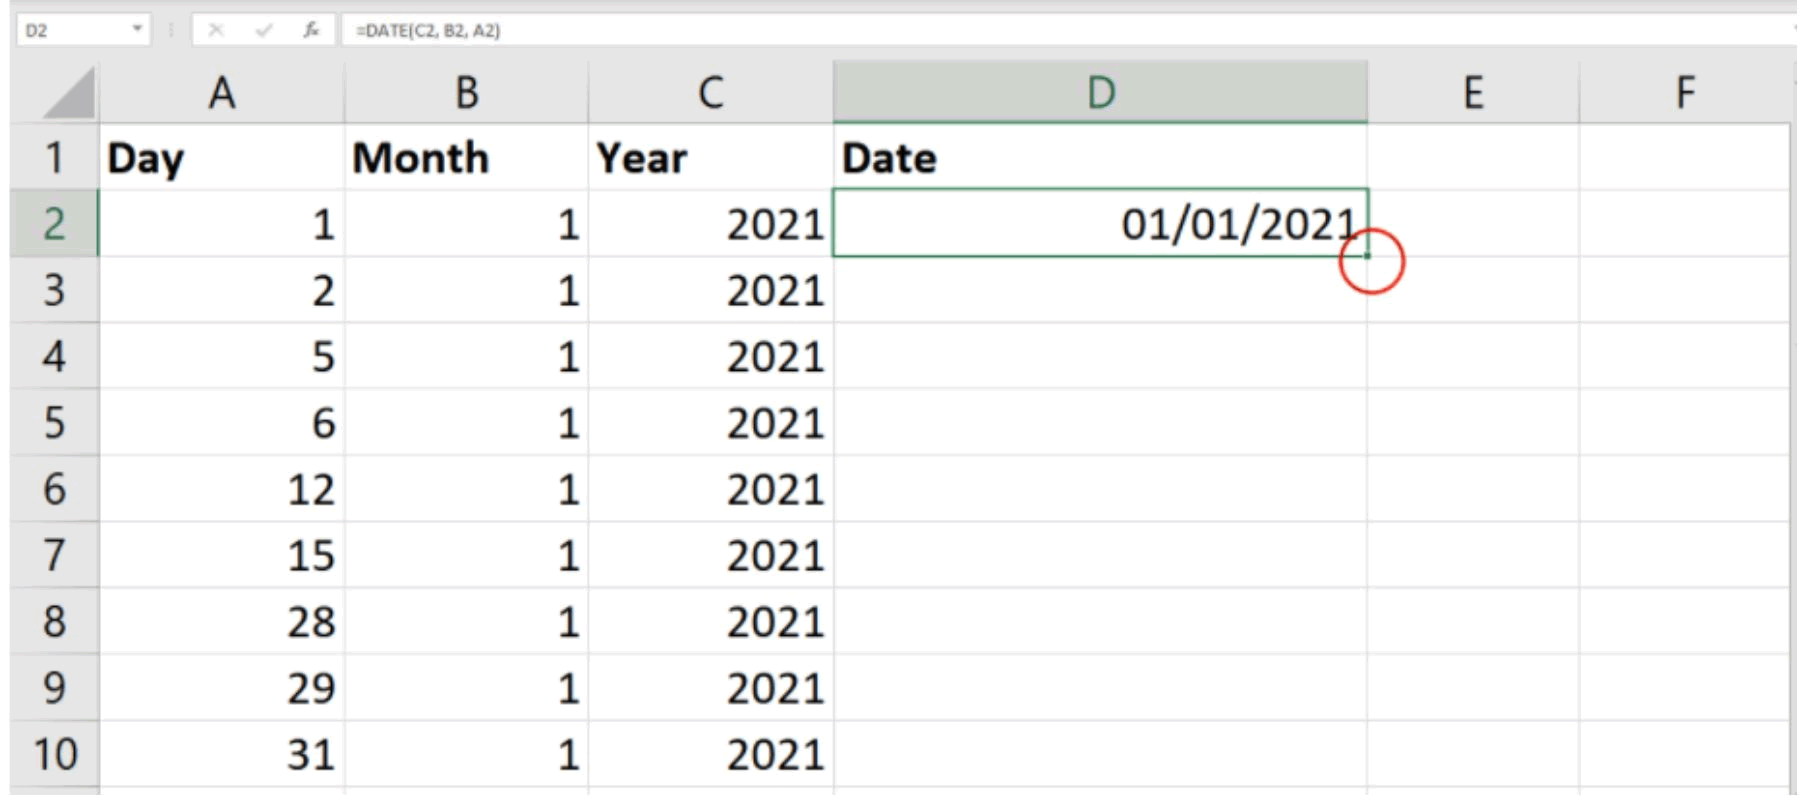 D2 fx =DATE(C2, B2, A2)
A B C D E F
1 Day Month Year Date
2 1 1 2021 01/01/2021
3 2 1 2021
4 5 1 2021
5 6 1 2021
6 12 1 2021
7 15 1 2021
8 28 1 2021
9 29 1 2021
10 31 1 2021